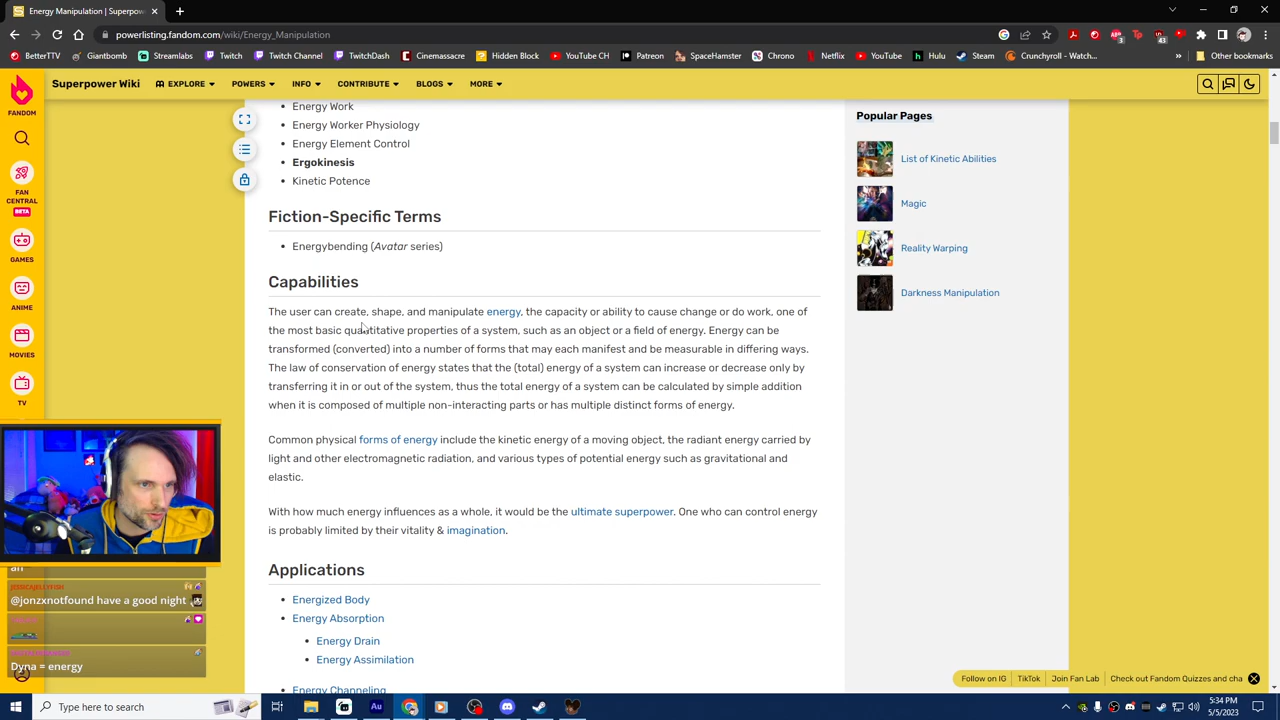 Energy Manipulation
powerlisting.fandom.com/wiki/Energy_Manipulation
BetterTTV
Giantbomb
Streamlabs
Twitch
Twitch
TwitchDash
Cinemassacre
Hidden Block
YouTube CH
Patreon
SpaceHamster
Chrono
Netflix
YouTube
Hulu
Steam
Crunchyroll - Watch...
»
Other bookmarks
Superpower Wiki
EXPLORE
POWERS
INFO
CONTRIBUTE
BLOGS
MORE
FANDOM
FAN
CENTRAL
BETA
GAMES
ANIME
MOVIES
TV
• Energy Work
• Energy Worker Physiology
• Energy Element Control
• Ergokinesis
• Kinetic Potence
Fiction-Specific Terms
• Energybending (Avatar series)
Capabilities
The user can create, shape, and manipulate energy, the capacity or ability to cause change or do work, one of
the most basic quantitative properties of a system, such as an object or a field of energy. Energy can be
transformed (converted) into a number of forms that may each manifest and be measurable in differing ways.
The law of conservation of energy states that the (total) energy of a system can increase or decrease only by
transferring it in or out of the system, thus the total energy of a system can be calculated by simple addition
when it is composed of multiple non-interacting parts or has multiple distinct forms of energy.
Common physical forms of energy include the kinetic energy of a moving object, the radiant energy carried by
light and other electromagnetic radiation, and various types of potential energy such as gravitational and
elastic.
With how much energy influences as a whole, it would be the ultimate superpower. One who can control energy
is probably limited by their vitality & imagination.
Applications
• Energized Body
• Energy Absorption
• Energy Drain
• Energy Assimilation
• Energy Channeling
Popular Pages
List of Kinetic Abilities
Magic
Reality Warping
Darkness Manipulation
an
@jonzxnotfound have a good night
Dyna = energy
Follow on IG
TikTok
Join Fan Lab
Check out Fandom Quizzes and cha
Type here to search
Au
5:34 PM
5/5/2023